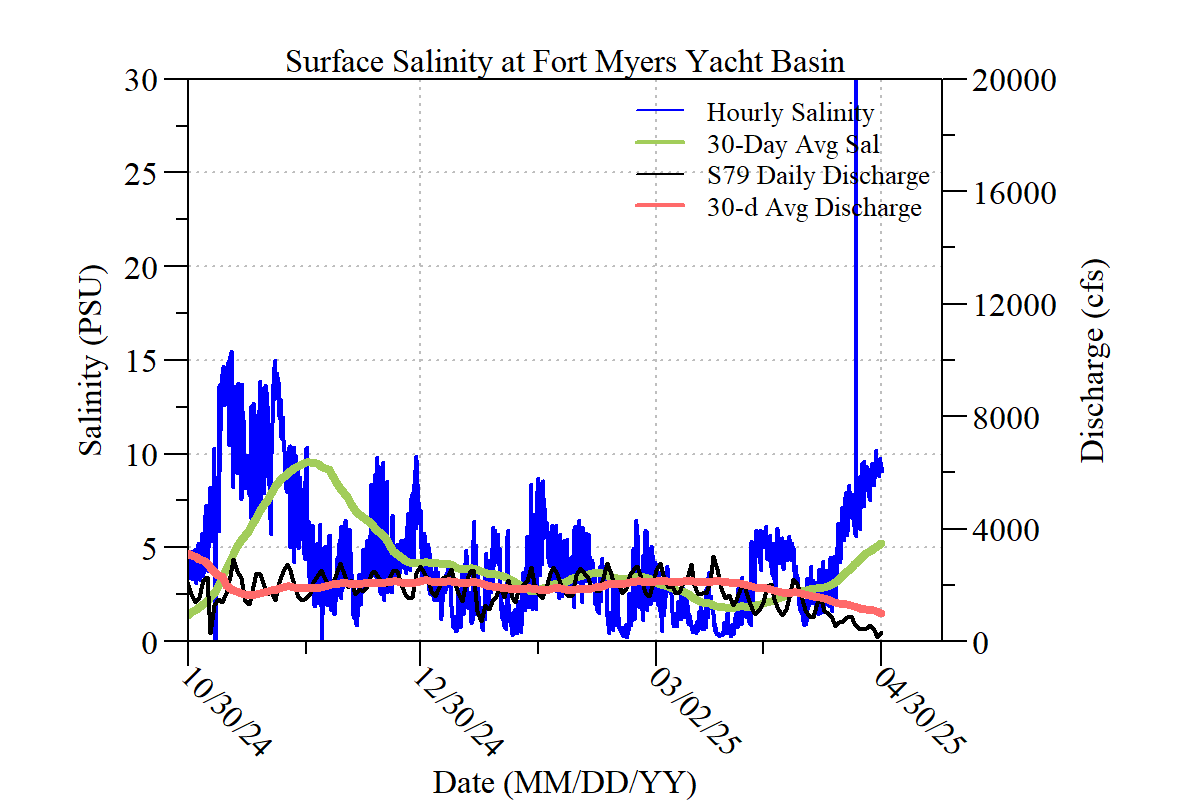 Surface Salinity at Fort Myers Yacht Basin
30
25
20
15
10
5
0
Salinity (PSU)
Hourly Salinity
30-Day Avg Sal
S79 Daily Discharge
30-d Avg Discharge
20000
16000
12000
8000
4000
0
Discharge (cfs)
10/30/24
12/30/24
03/02/25
04/30/25
Date (MM/DD/YY)